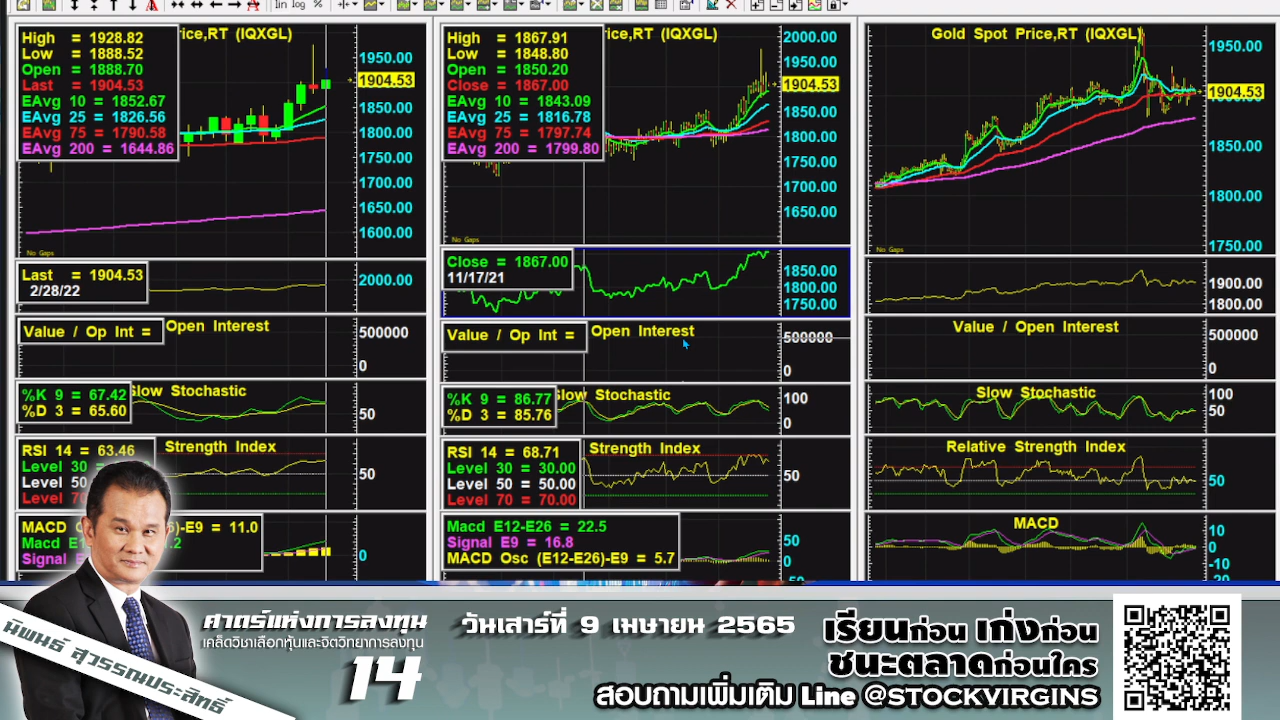 lin log %
High = 1928.82
Low = 1888.52
Open = 1888.70
Last = 1904.53
EAvg 10 = 1852.67
EAvg 25 = 1826.56
EAvg 75 = 1790.58
EAvg 200 = 1644.86
rice,RT (IQXGL)
1950.00
1904.53
1850.00
1800.00
1750.00
1700.00
1650.00
1600.00
No Gaps
Last = 1904.53
2/28/22
2000.00
Value / Op Int =
Open Interest
500000
0
%K 9 = 67.42
%D 3 = 65.60
Slow Stochastic
50
RSI 14 = 63.46
Level 30
Level 50
Level 70
Strength Index
50
MACD
)-E9 = 11.0
Macd
Signal
0
High = 1867.91
Low = 1848.80
Open = 1850.20
Close = 1867.00
EAvg 10 = 1843.09
EAvg 25 = 1816.78
EAvg 75 = 1797.74
EAvg 200 = 1799.80
rice,RT (IQXGL)
2000.00
1950.00
1904.53
1850.00
1800.00
1750.00
1700.00
1650.00
No Gaps
Close = 1867.00
11/17/21
1850.00
1800.00
1750.00
Value / Op Int =
Open Interest
500000
0
%K 9 = 86.77
%D 3 = 85.76
Slow Stochastic
100
0
RSI 14 = 68.71
Level 30 = 30.00
Level 50 = 50.00
Level 70 = 70.00
Strength Index
50
Macd E12-E26 = 22.5
Signal E9 = 16.8
MACD Osc (E12-E26)-E9 = 5.7
50
0
-50
Gold Spot Price,RT (IQXGL)
1950.00
1904.53
1850.00
1800.00
1750.00
No Gaps
1900.00
1800.00
Value / Open Interest
500000
0
Slow Stochastic
100
50
Relative Strength Index
50
MACD
10
0
-10
นิพนธ์ สุวรรณประสิทธิ์
ศาตร์แห่งการลงทุน
เคล็ดวิชาเลือกหุ้นและจิตวิทยาการลงทุน
14
วันเสาร์ที่ 9 เมษายน 2565
เรียนก่อน เก่งก่อน
ชนะตลาดก่อนใคร
สอบถามเพิ่มเติม Line @STOCKVIRGINS